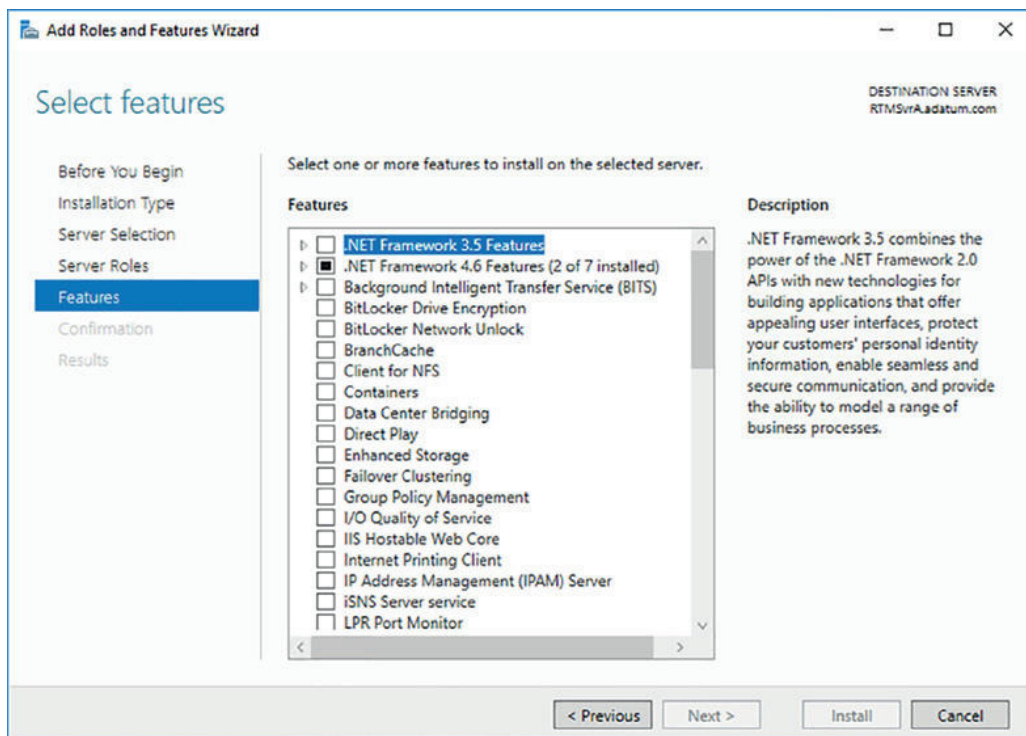 Add Roles and Features Wizard
Select features
DESTINATION SERVER
RTMSvrA.adatum.com
Before You Begin
Installation Type
Server Selection
Server Roles
Features
Confirmation
Results
Select one or more features to install on the selected server.
Features
.NET Framework 3.5 Features
.NET Framework 4.6 Features (2 of 7 installed)
Background Intelligent Transfer Service (BITS)
BitLocker Drive Encryption
BitLocker Network Unlock
BranchCache
Client for NFS
Containers
Data Center Bridging
Direct Play
Enhanced Storage
Failover Clustering
Group Policy Management
I/O Quality of Service
IIS Hostable Web Core
Internet Printing Client
IP Address Management (IPAM) Server
iSNS Server service
LPR Port Monitor
Description
.NET Framework 3.5 combines the
power of the .NET Framework 2.0
APIs with new technologies for
building applications that offer
appealing user interfaces, protect
your customers' personal identity
information, enable seamless and
secure communication, and provide
the ability to model a range of
business processes.
< Previous
Next >
Install
Cancel